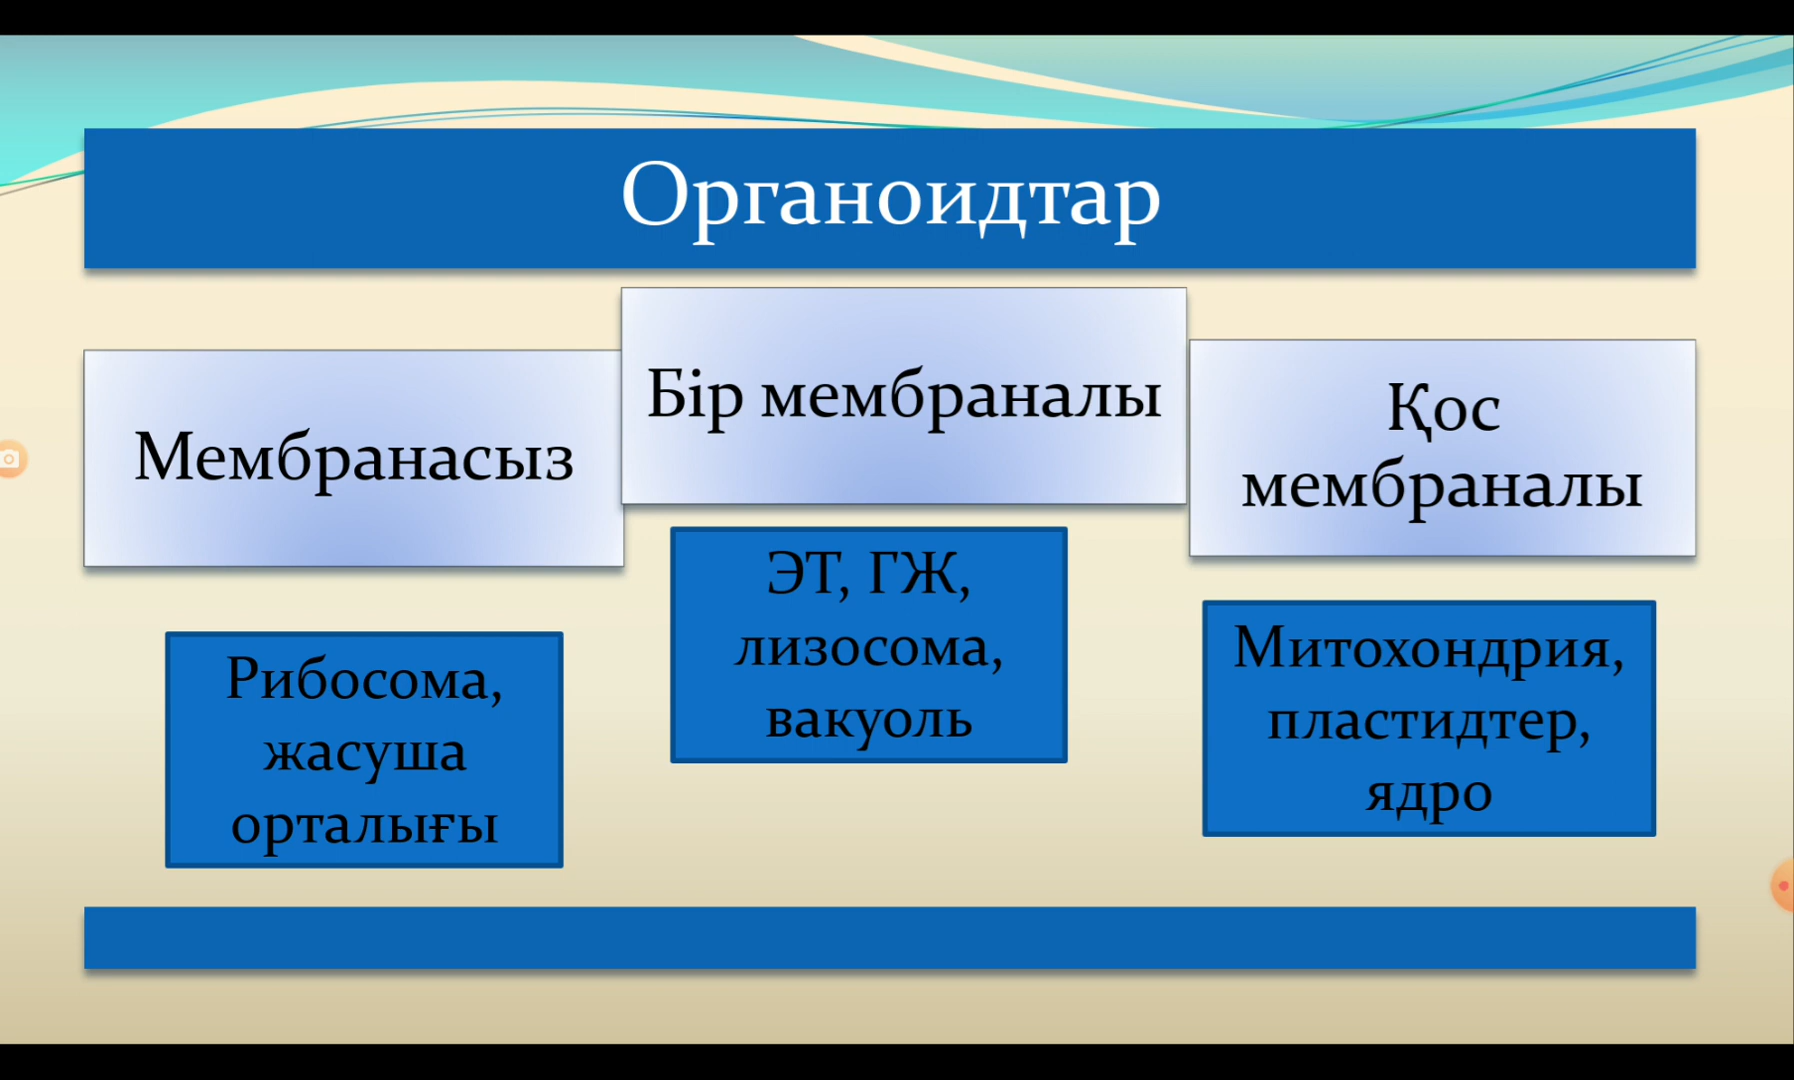 Органоидтар
Мембранасыз
Бір мембраналы
Қос
мембраналы
Рибосома,
жасуша
орталығы
ЭТ, ГЖ,
лизосома,
вакуоль
Митохондрия,
пластидтер,
ядро